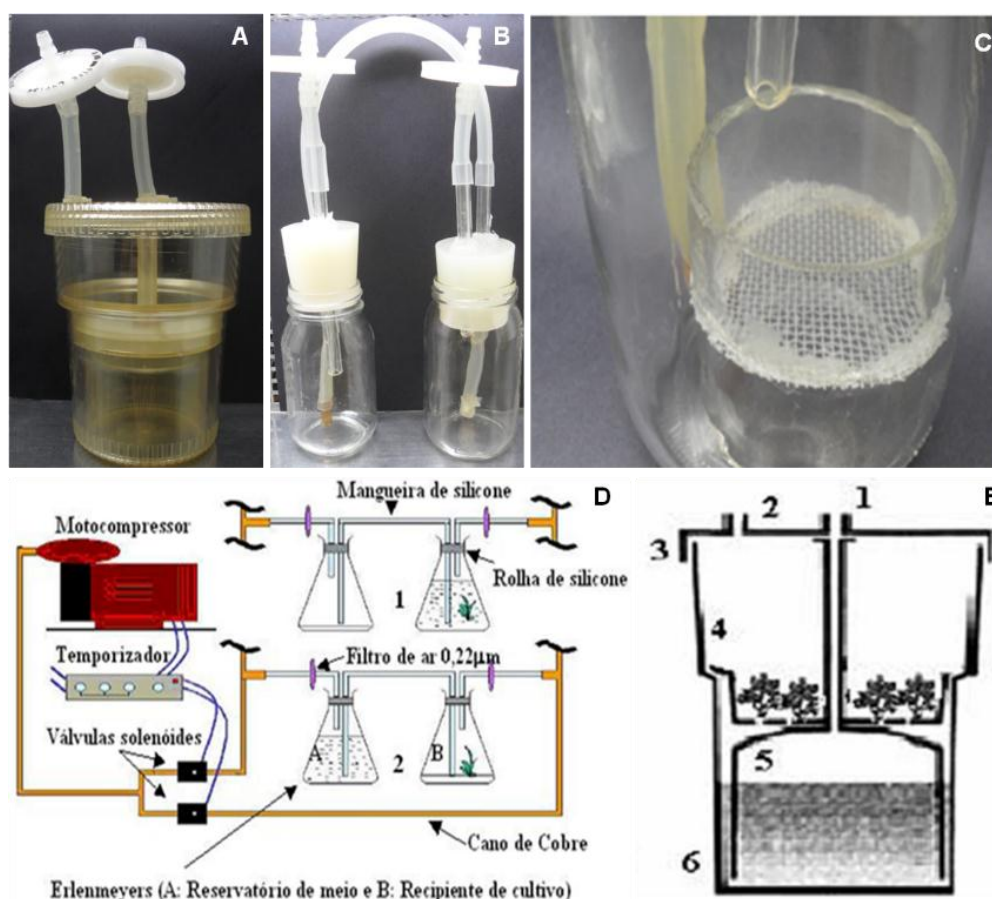 A
B
C
D
Mangueira de silicone
Motocompressor
Rolha de silicone
1
Temporizador
Filtro de ar 0,22µm
Válvulas solenóides
A
2
B
Cano de Cobre
Erlenmeyers (A: Reservatório de meio e B: Recipiente de cultivo)
E
2
1
3
4
5
6